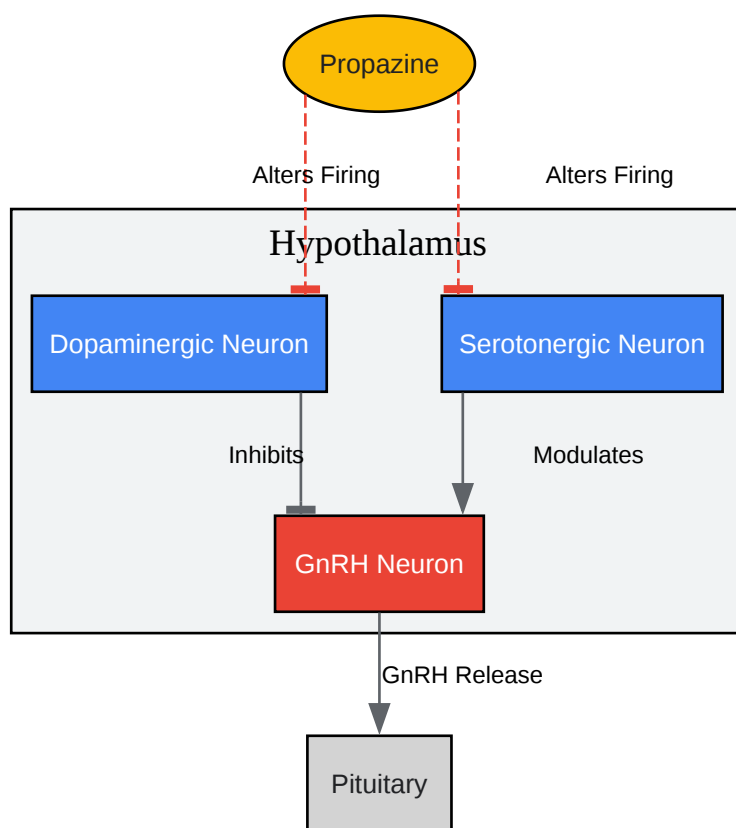 Propazine
Alters Firing
Alters Firing
Hypothalamus
Dopaminergic Neuron
Serotonergic Neuron
Inhibits
Modulates
GnRH Neuron
GnRH Release
Pituitary